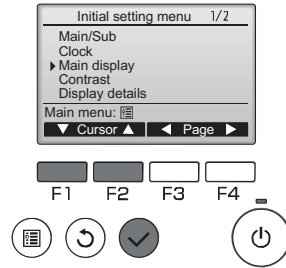 Initial setting menu 1/2
Main/Sub
Clock
Main display
Contrast
Display details
Main menu:
▼ Cursor ▲ ◀ Page ▶
F1 F2 F3 F4